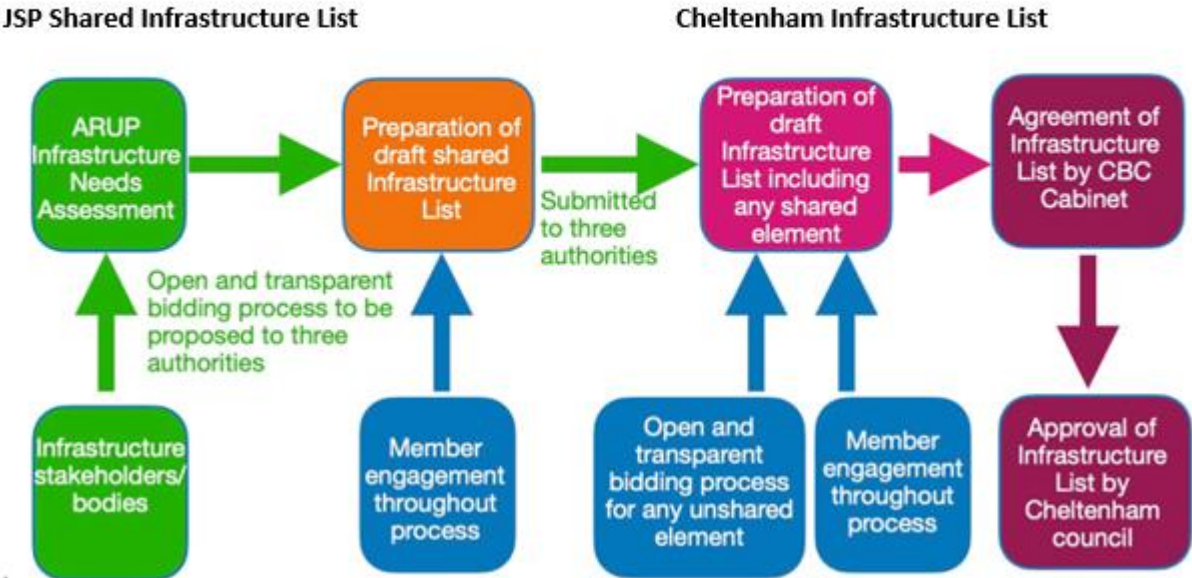 JSP Shared Infrastructure List
Cheltenham Infrastructure List
ARUP
Infrastructure
Needs
Assessment
Preparation of
draft shared
Infrastructure
List
Submitted
to three
authorities
Preparation of
draft
Infrastructure
List including
any shared
element
Agreement of
Infrastructure
List by CBC
Cabinet
Open and transparent
bidding process to be
proposed to three
authorities
Infrastructure
stakeholders/
bodies
Member
engagement
throughout
process
Open and
transparent
bidding process
for any unshared
element
Member
engagement
throughout
process
Approval of
Infrastructure
List by
Cheltenham
council